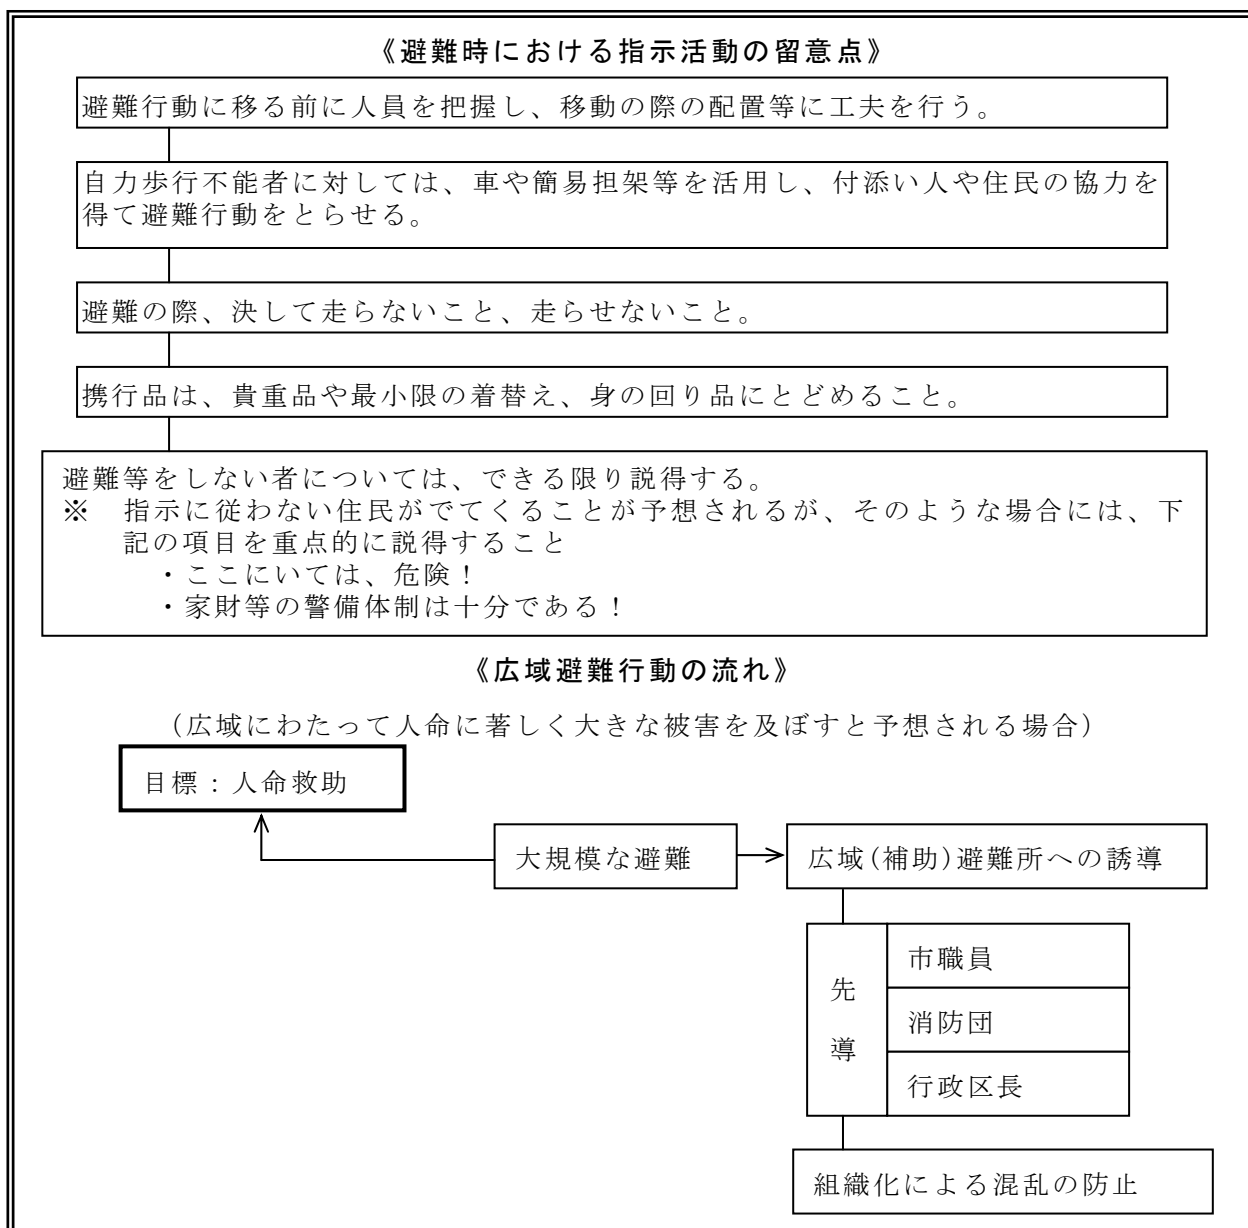 《避難時における指示活動の留意点》
避難行動に移る前に人員を把握し、移動の際の配置等に工夫を行う。
自力歩行不能者に対しては、車や簡易担架等を活用し、付添い人や住民の協力を
得て避難行動をとらせる。
避難の際、決して走らないこと、走らせないこと。
携行品は、貴重品や最小限の着替え、身の回り品にとどめること。
避難等をしない者については、できる限り説得する。
※ 指示に従わない住民がでてくることが予想されるが、そのような場合には、下
記の項目を重点的に説得すること
・ここにいては、危険！
・家財等の警備体制は十分である！
《広域避難行動の流れ》
（広域にわたって人命に著しく大きな被害を及ぼすと予想される場合）
目標：人命救助
大規模な避難
広域(補助)避難所への誘導
先導
市職員
消防団
行政区長
組織化による混乱の防止